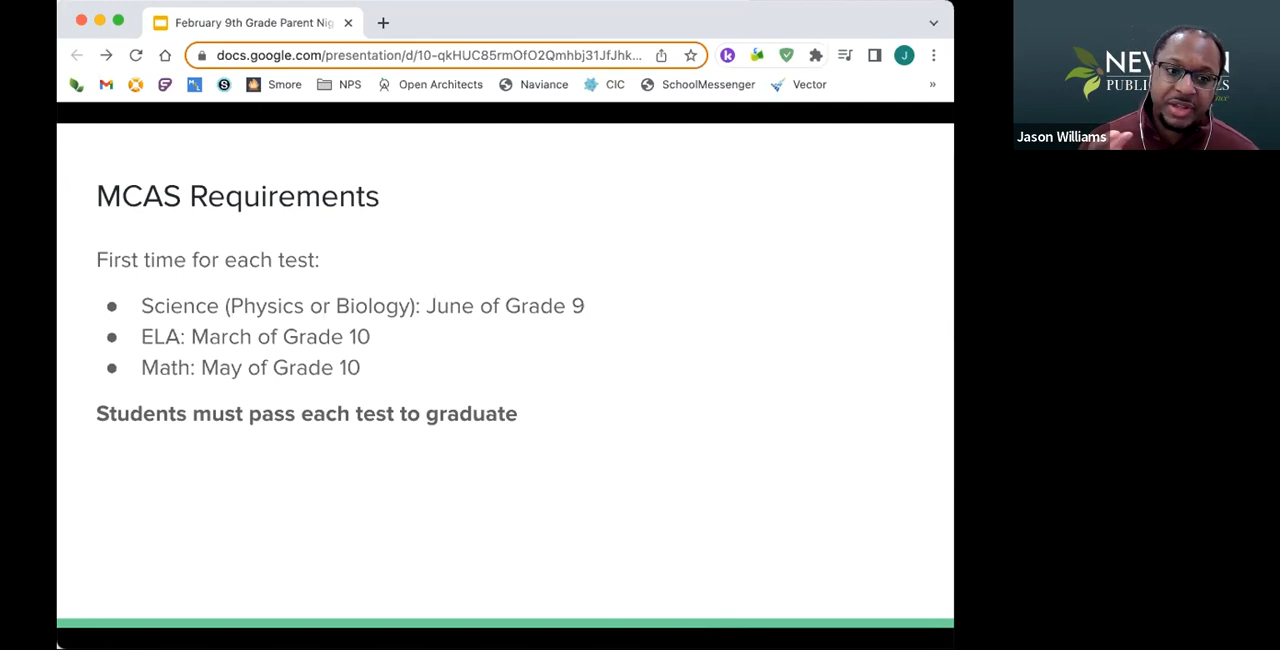 February 9th Grade Parent Nig
docs.google.com/presentation/d/10-qkHUC85rmOfO2Qmhbj31JfJhk...
J
Smore
NPS
Open Architects
Naviance
CIC
SchoolMessenger
Vector
»
MCAS Requirements
First time for each test:
● Science (Physics or Biology): June of Grade 9
● ELA: March of Grade 10
● Math: May of Grade 10
Students must pass each test to graduate
Jason Williams